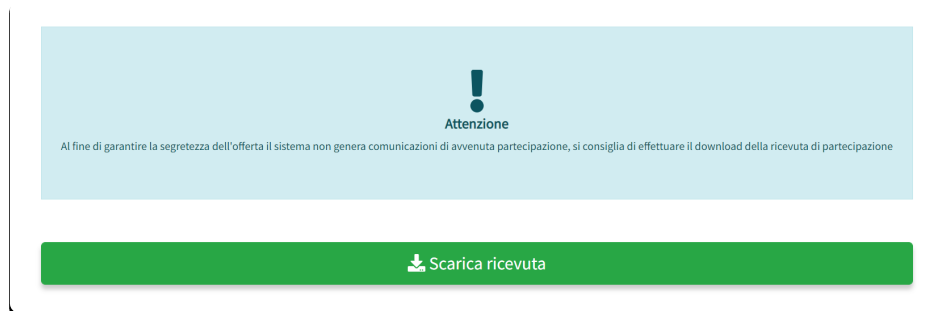 Attenzione
Al fine di garantire la segretezza dell'offerta il sistema non genera comunicazioni di avvenuta partecipazione, si consiglia di effettuare il download della ricevuta di partecipazione
Scarica ricevuta